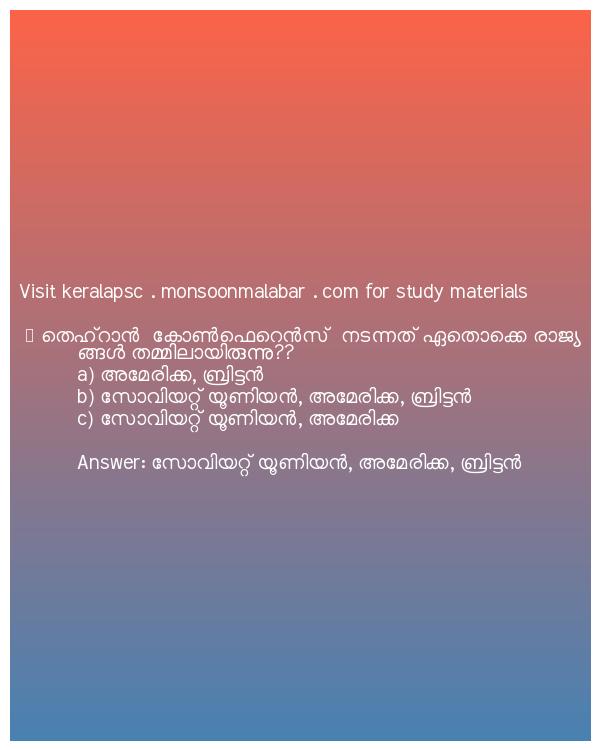 Visit keralapsc . monsoonmalabar . com for study materials
തെഹ്റാൻ കോൺഫെറെൻസ് നടന്നത് ഏതൊക്കെ രാജ്യ
ങ്ങൾ തമ്മിലായിരുന്നു??
a) അമേരിക്ക, ബ്രിട്ടൻ
b) സോവിയറ്റ് യൂണിയൻ, അമേരിക്ക, ബ്രിട്ടൻ
c) സോവിയറ്റ് യൂണിയൻ, അമേരിക്ക
Answer: സോവിയറ്റ് യൂണിയൻ, അമേരിക്ക, ബ്രിട്ടൻ